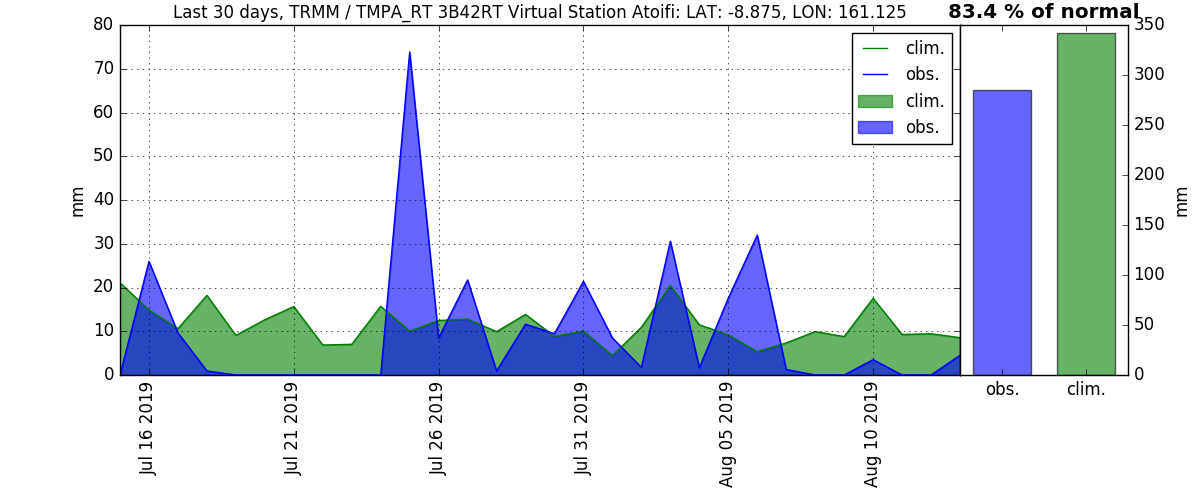 Last 30 days, TRMM / TMPA_RT 3B42RT Virtual Station Atoifi: LAT: -8.875, LON: 161.125
83.4 % of normal
80
70
60
50
40
30
20
10
0
mm
clim.
obs.
clim.
obs.
350
300
250
200
150
100
50
0
mm
Jul 16 2019
Jul 21 2019
Jul 26 2019
Jul 31 2019
Aug 05 2019
Aug 10 2019
obs.
clim.